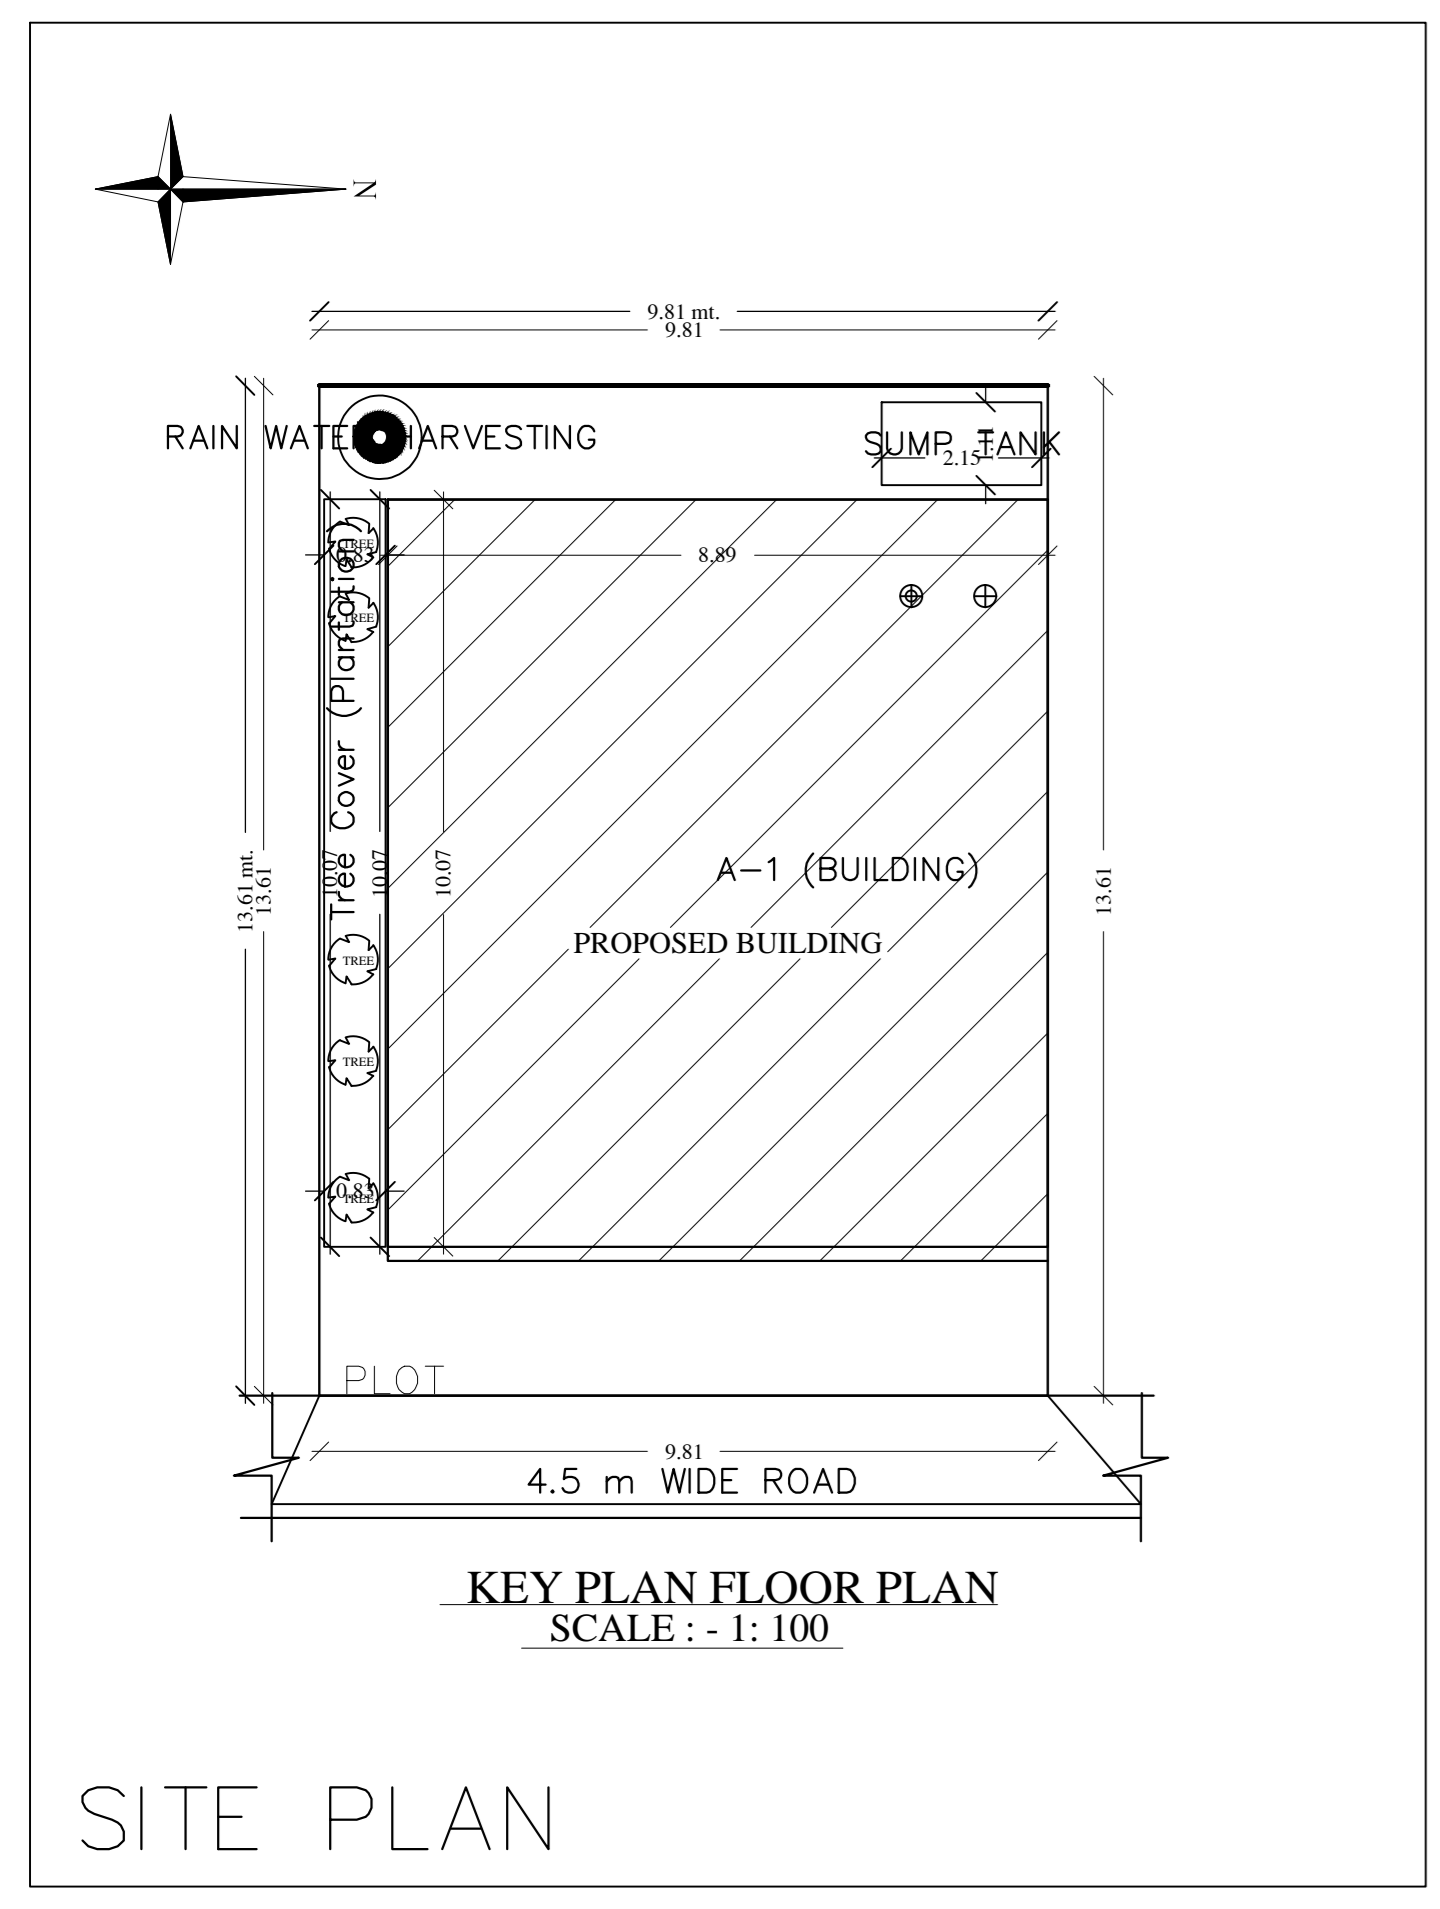 N
9.81 mt.
9.81
RAIN WATER HARVESTING
SUMP TANK
2.15
TREE
0.83
8.89
TREE
Tree Cover (Plantation)
13.61 mt.
13.61
10.07
10.07
10.07
13.61
A-1 (BUILDING)
PROPOSED BUILDING
TREE
TREE
0.83
TREE
PLOT
9.81
4.5 m WIDE ROAD
KEY PLAN FLOOR PLAN
SCALE : - 1: 100
SITE PLAN